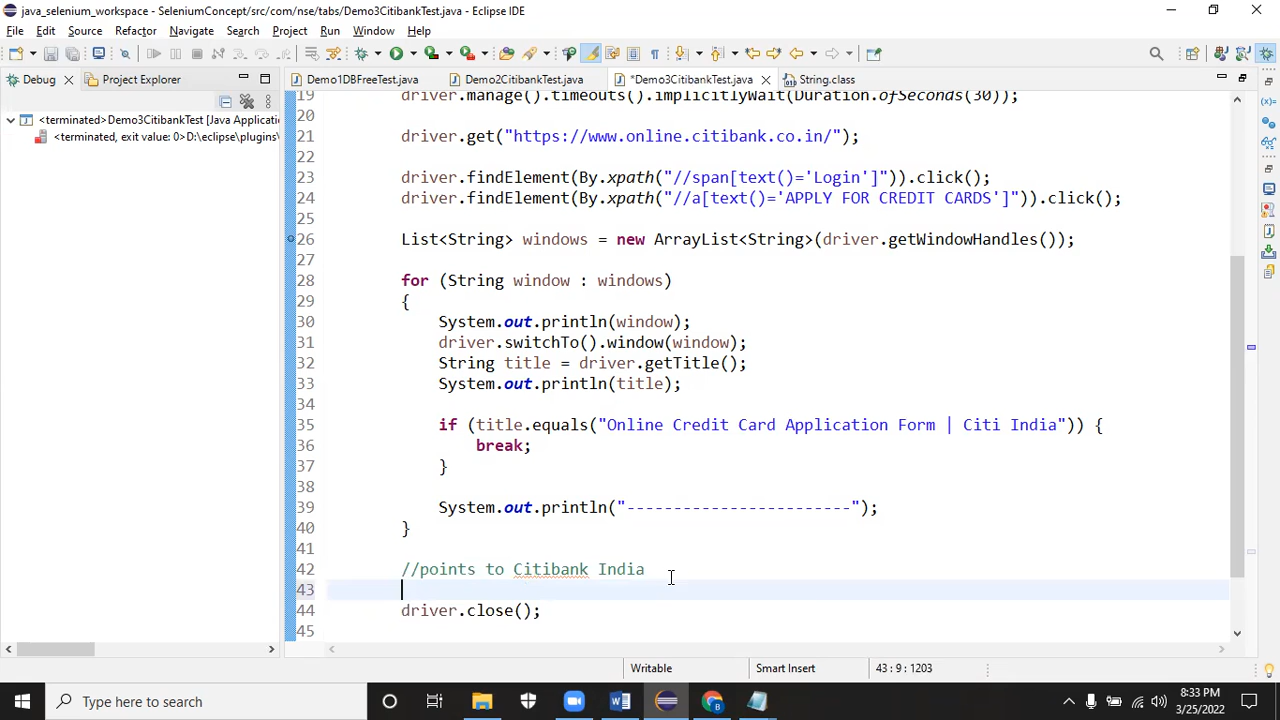 java_selenium_workspace - SeleniumConcept/src/com/nse/tabs/Demo3CitibankTest.java - Eclipse IDE
File Edit Source Refactor Navigate Search Project Run Window Help
Debug Project Explorer Demo1DBFreeTest.java Demo2CitibankTest.java *Demo3CitibankTest.java String.class
<terminated>Demo3CitibankTest [Java Applicatio
<terminated, exit value: 0>D:\eclipse\plugins\
19 driver.manage().timeouts().implicitlyWait(Duration.ofSeconds(30));
20
21 driver.get("https://www.online.citibank.co.in/");
22
23 driver.findElement(By.xpath("//span[text()='Login']")).click();
24 driver.findElement(By.xpath("//a[text()='APPLY FOR CREDIT CARDS']")).click();
25
26 List<String> windows = new ArrayList<String>(driver.getWindowHandles());
27
28 for (String window : windows)
29 {
30 System.out.println(window);
31 driver.switchTo().window(window);
32 String title = driver.getTitle();
33 System.out.println(title);
34
35 if (title.equals("Online Credit Card Application Form | Citi India")) {
36 break;
37 }
38
39 System.out.println("------------------------");
40 }
41
42 //points to Citibank India
43
44 driver.close();
45
Writable Smart Insert 43 : 9 : 1203
Type here to search
8:33 PM
3/25/2022